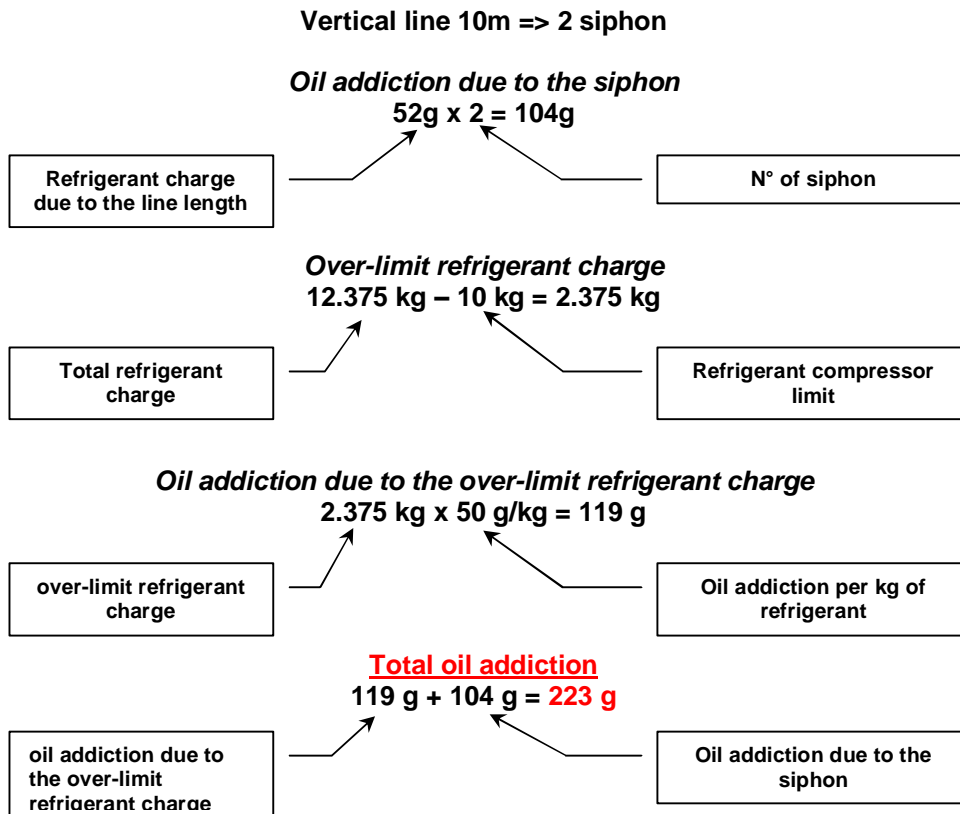 Vertical line 10m => 2 siphon
Oil addiction due to the siphon
52g x 2 = 104g
Refrigerant charge
due to the line length
N° of siphon
Over-limit refrigerant charge
12.375 kg – 10 kg = 2.375 kg
Total refrigerant
charge
Refrigerant compressor
limit
Oil addiction due to the over-limit refrigerant charge
2.375 kg x 50 g/kg = 119 g
over-limit refrigerant
charge
Oil addiction per kg of
refrigerant
Total oil addiction
119 g + 104 g = 223 g
oil addiction due to
the over-limit
refrigerant charge
Oil addiction due to the
siphon